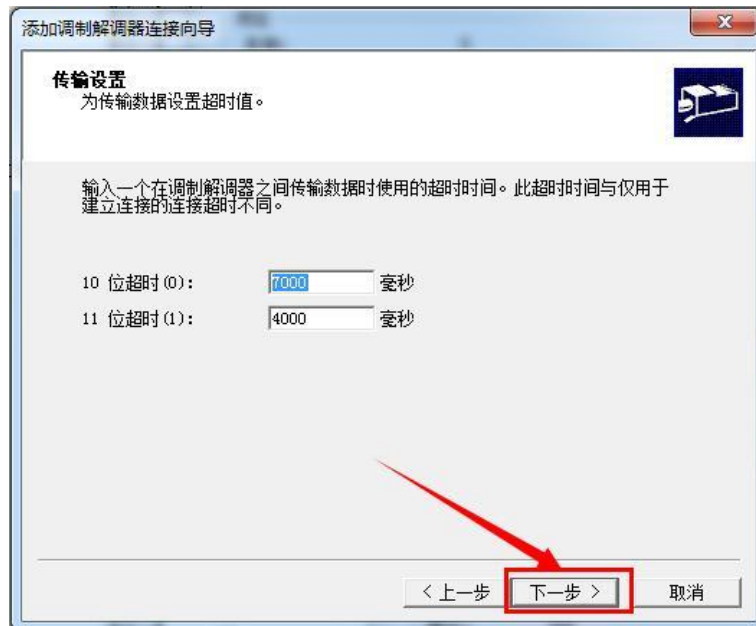 添加调制解调器连接向导
传输设置
为传输数据设置超时值。
输入一个在调制解调器之间传输数据时使用的超时时间。此超时时间与仅用于
建立连接的连接超时不同。
10 位超时(0): 7000 毫秒
11 位超时(1): 4000 毫秒
<上一步 下一步> 取消